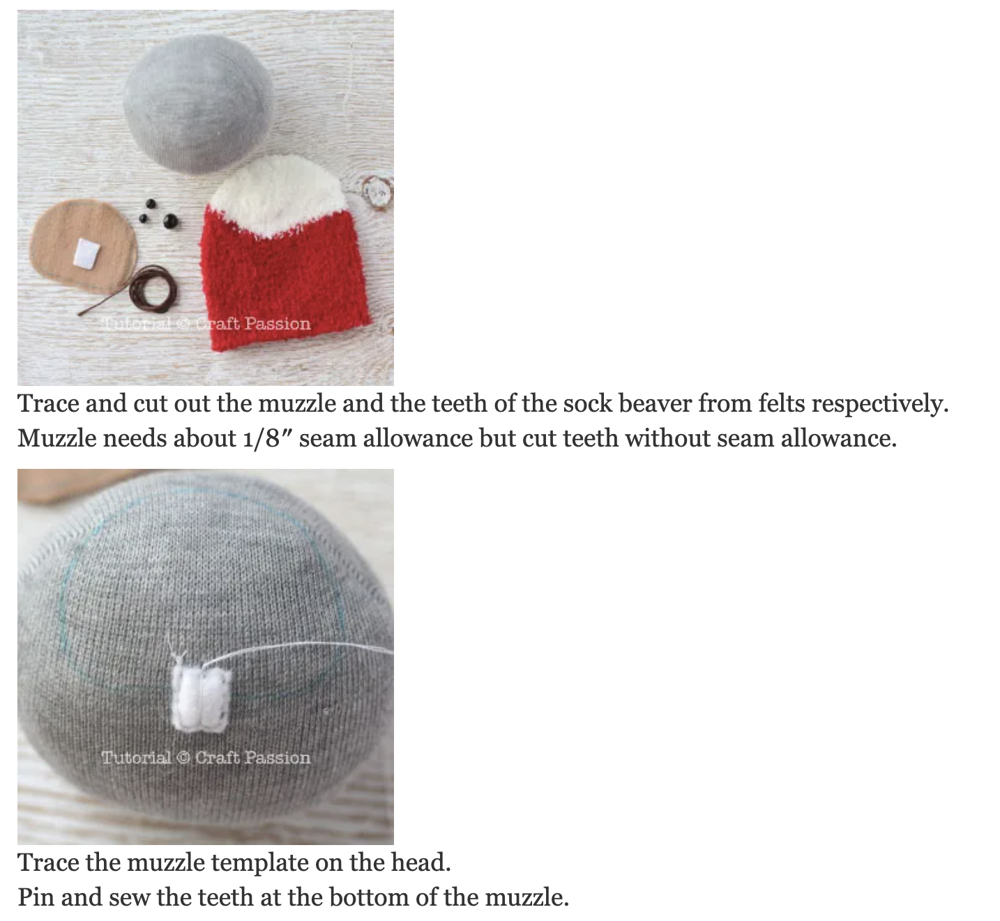 Tutorial © Craft Passion
Trace and cut out the muzzle and the teeth of the sock beaver from felts respectively.
Muzzle needs about 1/8″ seam allowance but cut teeth without seam allowance.
Tutorial © Craft Passion
Trace the muzzle template on the head.
Pin and sew the teeth at the bottom of the muzzle.